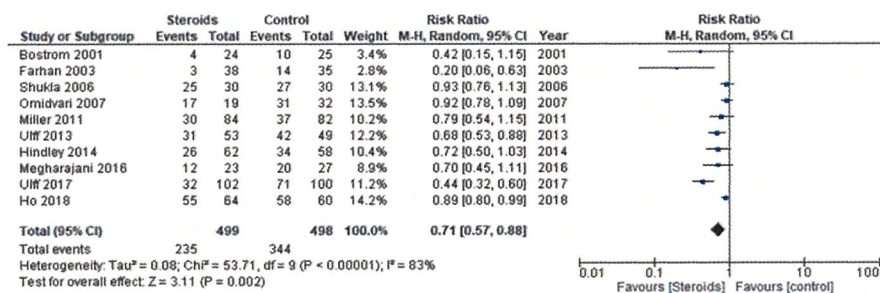 Steroids Control Risk Ratio Risk Ratio
Study or Subgroup Events Total Events Total Weight M-H, Random, 95% CI Year M-H, Random, 95% CI
Bostrom 2001 4 24 10 25 3.4% 0.42 [0.15, 1.15] 2001
Farhan 2003 3 38 14 35 2.8% 0.20 [0.06, 0.63] 2003
Shukla 2006 25 30 27 30 13.1% 0.93 [0.76, 1.13] 2006
Omidvari 2007 17 19 31 32 13.5% 0.92 [0.78, 1.09] 2007
Miller 2011 30 84 37 82 10.2% 0.79 [0.54, 1.15] 2011
Ulff 2013 31 53 42 49 12.2% 0.68 [0.53, 0.88] 2013
Hindley 2014 26 62 34 58 10.4% 0.72 [0.50, 1.03] 2014
Megharajani 2016 12 23 20 27 8.9% 0.70 [0.45, 1.11] 2016
Ulff 2017 32 102 71 100 11.2% 0.44 [0.32, 0.60] 2017
Ho 2018 55 64 58 60 14.2% 0.89 [0.80, 0.99] 2018
Total (95% CI) 499 498 100.0% 0.71 [0.57, 0.88]
Total events 235 344
Heterogeneity: Tau² = 0.08; Chi² = 53.71, df = 9 (P < 0.00001); I² = 83%
Test for overall effect: Z = 3.11 (P = 0.002)
0.01 0.1 1 10 100
Favours [Steroids] Favours [control]